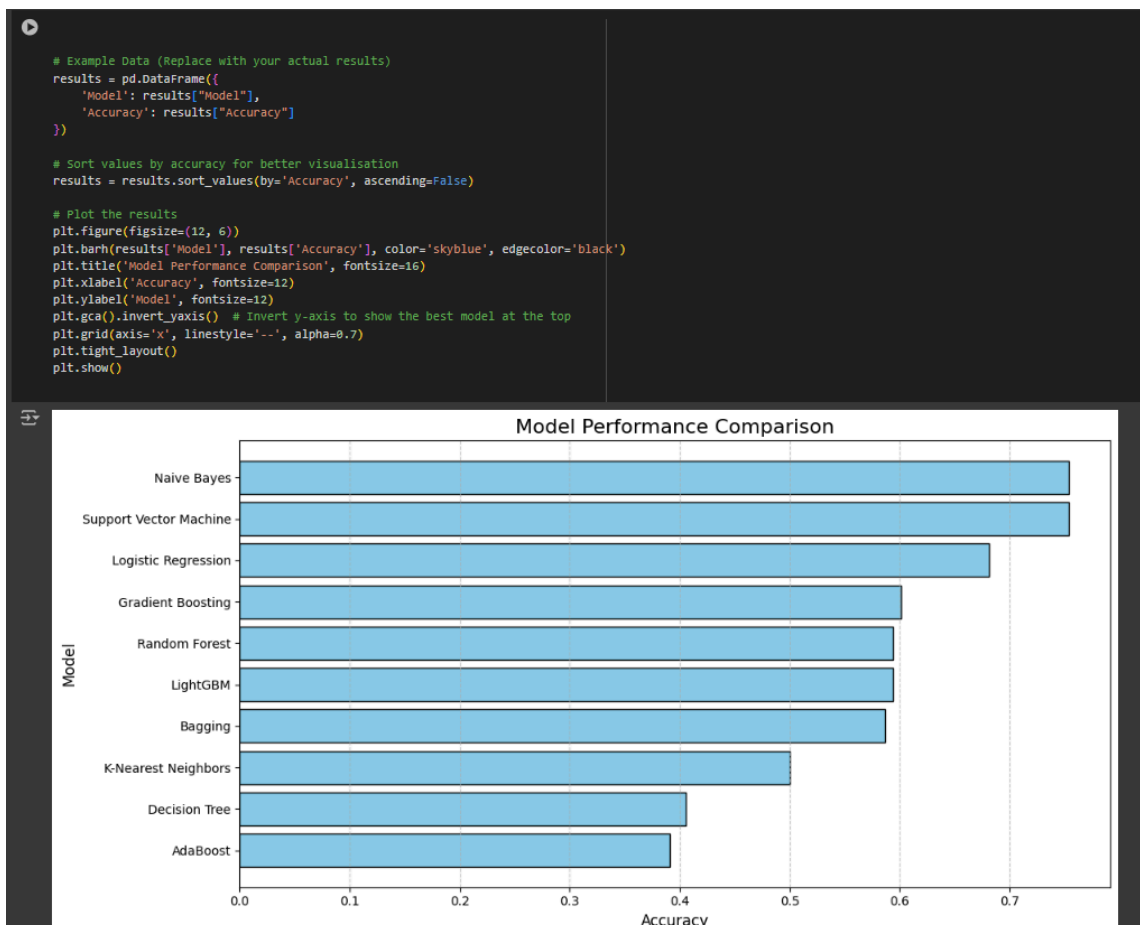 # Example Data (Replace with your actual results)
results = pd.DataFrame({
    'Model': results["Model"],
    'Accuracy': results["Accuracy"]
})
# Sort values by accuracy for better visualisation
results = results.sort_values(by='Accuracy', ascending=False)
# Plot the results
plt.figure(figsize=(12, 6))
plt.barh(results['Model'], results['Accuracy'], color='skyblue', edgecolor='black')
plt.title('Model Performance Comparison', fontsize=16)
plt.xlabel('Accuracy', fontsize=12)
plt.ylabel('Model', fontsize=12)
plt.gca().invert_yaxis()  # Invert y-axis to show the best model at the top
plt.grid(axis='x', linestyle='--', alpha=0.7)
plt.tight_layout()
plt.show()
Model Performance Comparison
Naive Bayes
Support Vector Machine
Logistic Regression
Gradient Boosting
Random Forest
Model
LightGBM
Bagging
K-Nearest Neighbors
Decision Tree
AdaBoost
0.0 0.1 0.2 0.3 0.4 0.5 0.6 0.7
Accuracy